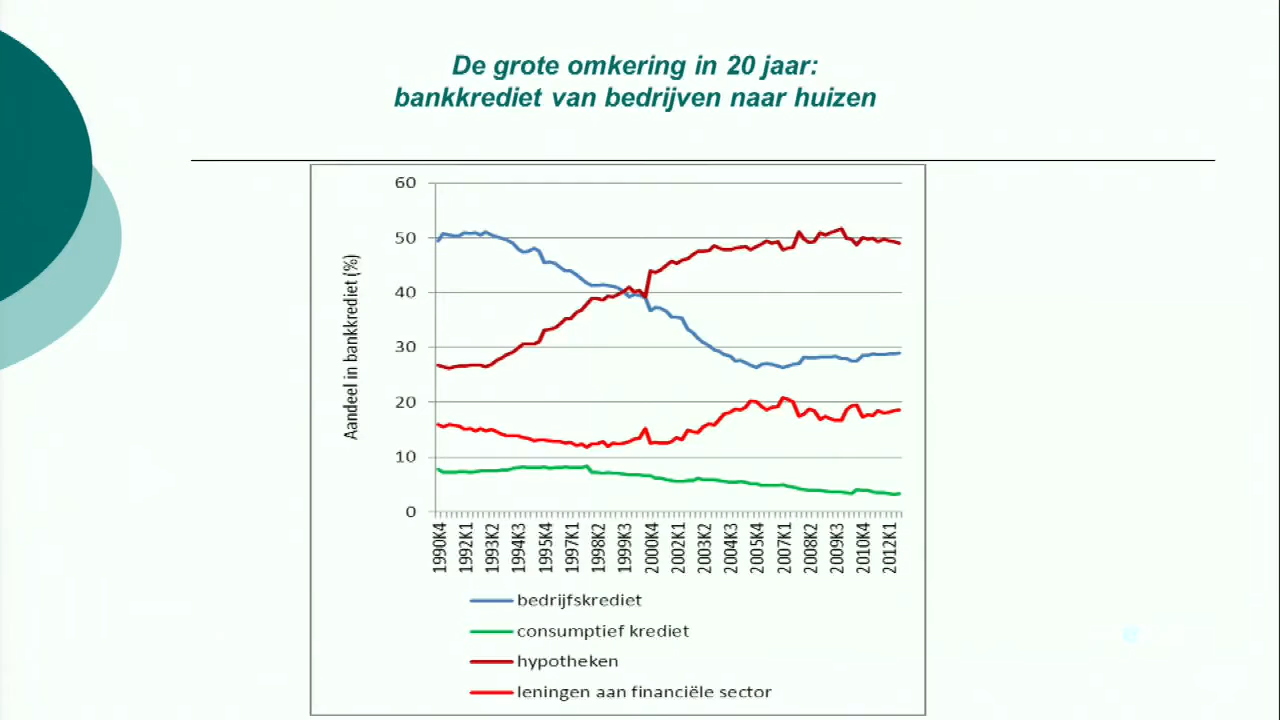 De grote omkering in 20 jaar:
bankkrediet van bedrijven naar huizen
Aandeel in bankkrediet (%)
60
50
40
30
20
10
0
1990K4
1992K1
1993K2
1994K3
1995K4
1997K1
1998K2
1999K3
2000K4
2002K1
2003K2
2004K3
2005K4
2007K1
2008K2
2009K3
2010K4
2012K1
bedrijfskrediet
consumptief krediet
hypotheken
leningen aan financiële sector